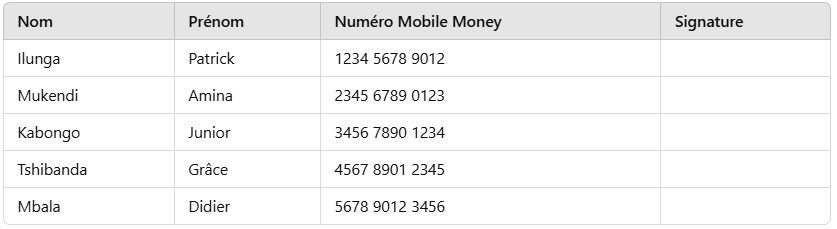 Nom Prénom Numéro Mobile Money Signature
Ilunga Patrick 1234 5678 9012
Mukendi Amina 2345 6789 0123
Kabongo Junior 3456 7890 1234
Tshibanda Grâce 4567 8901 2345
Mbala Didier 5678 9012 3456